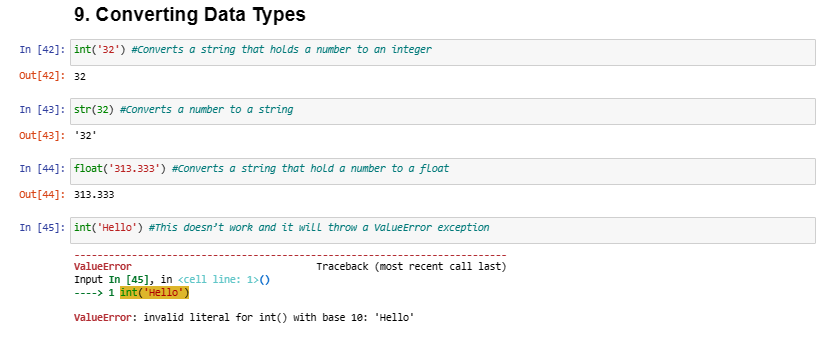 9. Converting Data Types
In [42]: int('32') #Converts a string that holds a number to an integer
Out[42]: 32
In [43]: str(32) #Converts a number to a string
Out[43]: '32'
In [44]: float('313.333') #Converts a string that hold a number to a float
Out[44]: 313.333
In [45]: int('Hello') #This doesn’t work and it will throw a ValueError exception
---------------------------------------------------------------------------
ValueError                                Traceback (most recent call last)
Input In [45], in <cell line: 1>()
----> 1 int('Hello')
ValueError: invalid literal for int() with base 10: 'Hello'